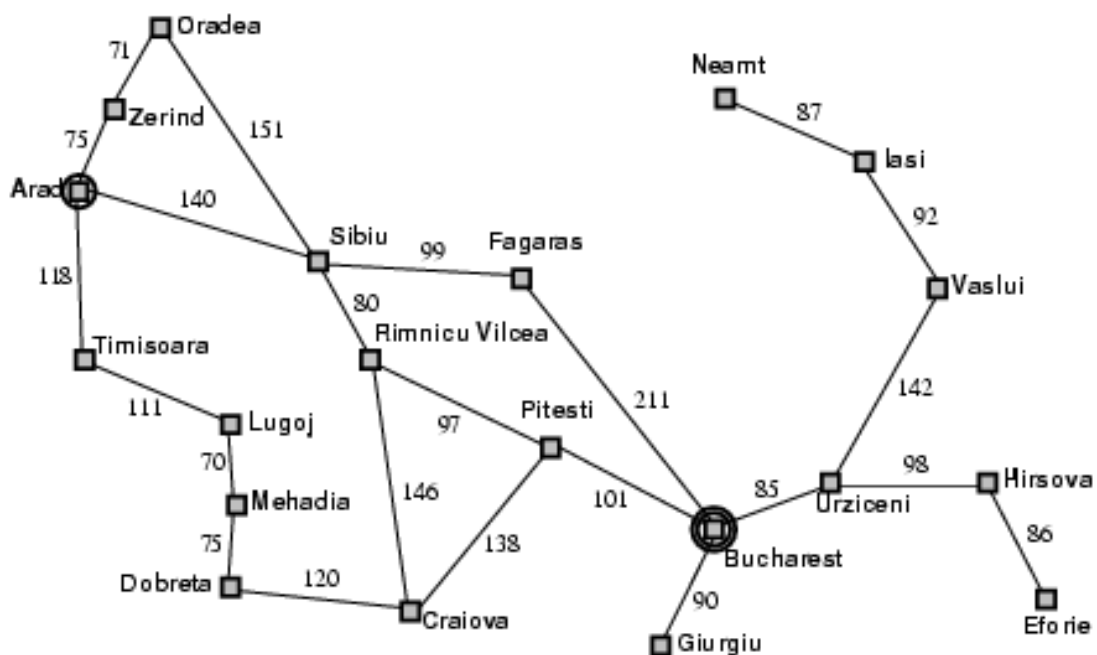 Oradea
71
Neamt
87
Zerind
75
151
Iasi
Arad
140
92
Sibiu
Fagaras
99
118
Vaslui
80
Timisoara
Rimnicu Vilcea
111
142
Pitesti
211
Lugoj
97
70
98
Hirsova
146
85
Urziceni
Mehadia
101
75
138
86
Bucharest
Dobreta
120
90
Craiova
Eforie
Giurgiu